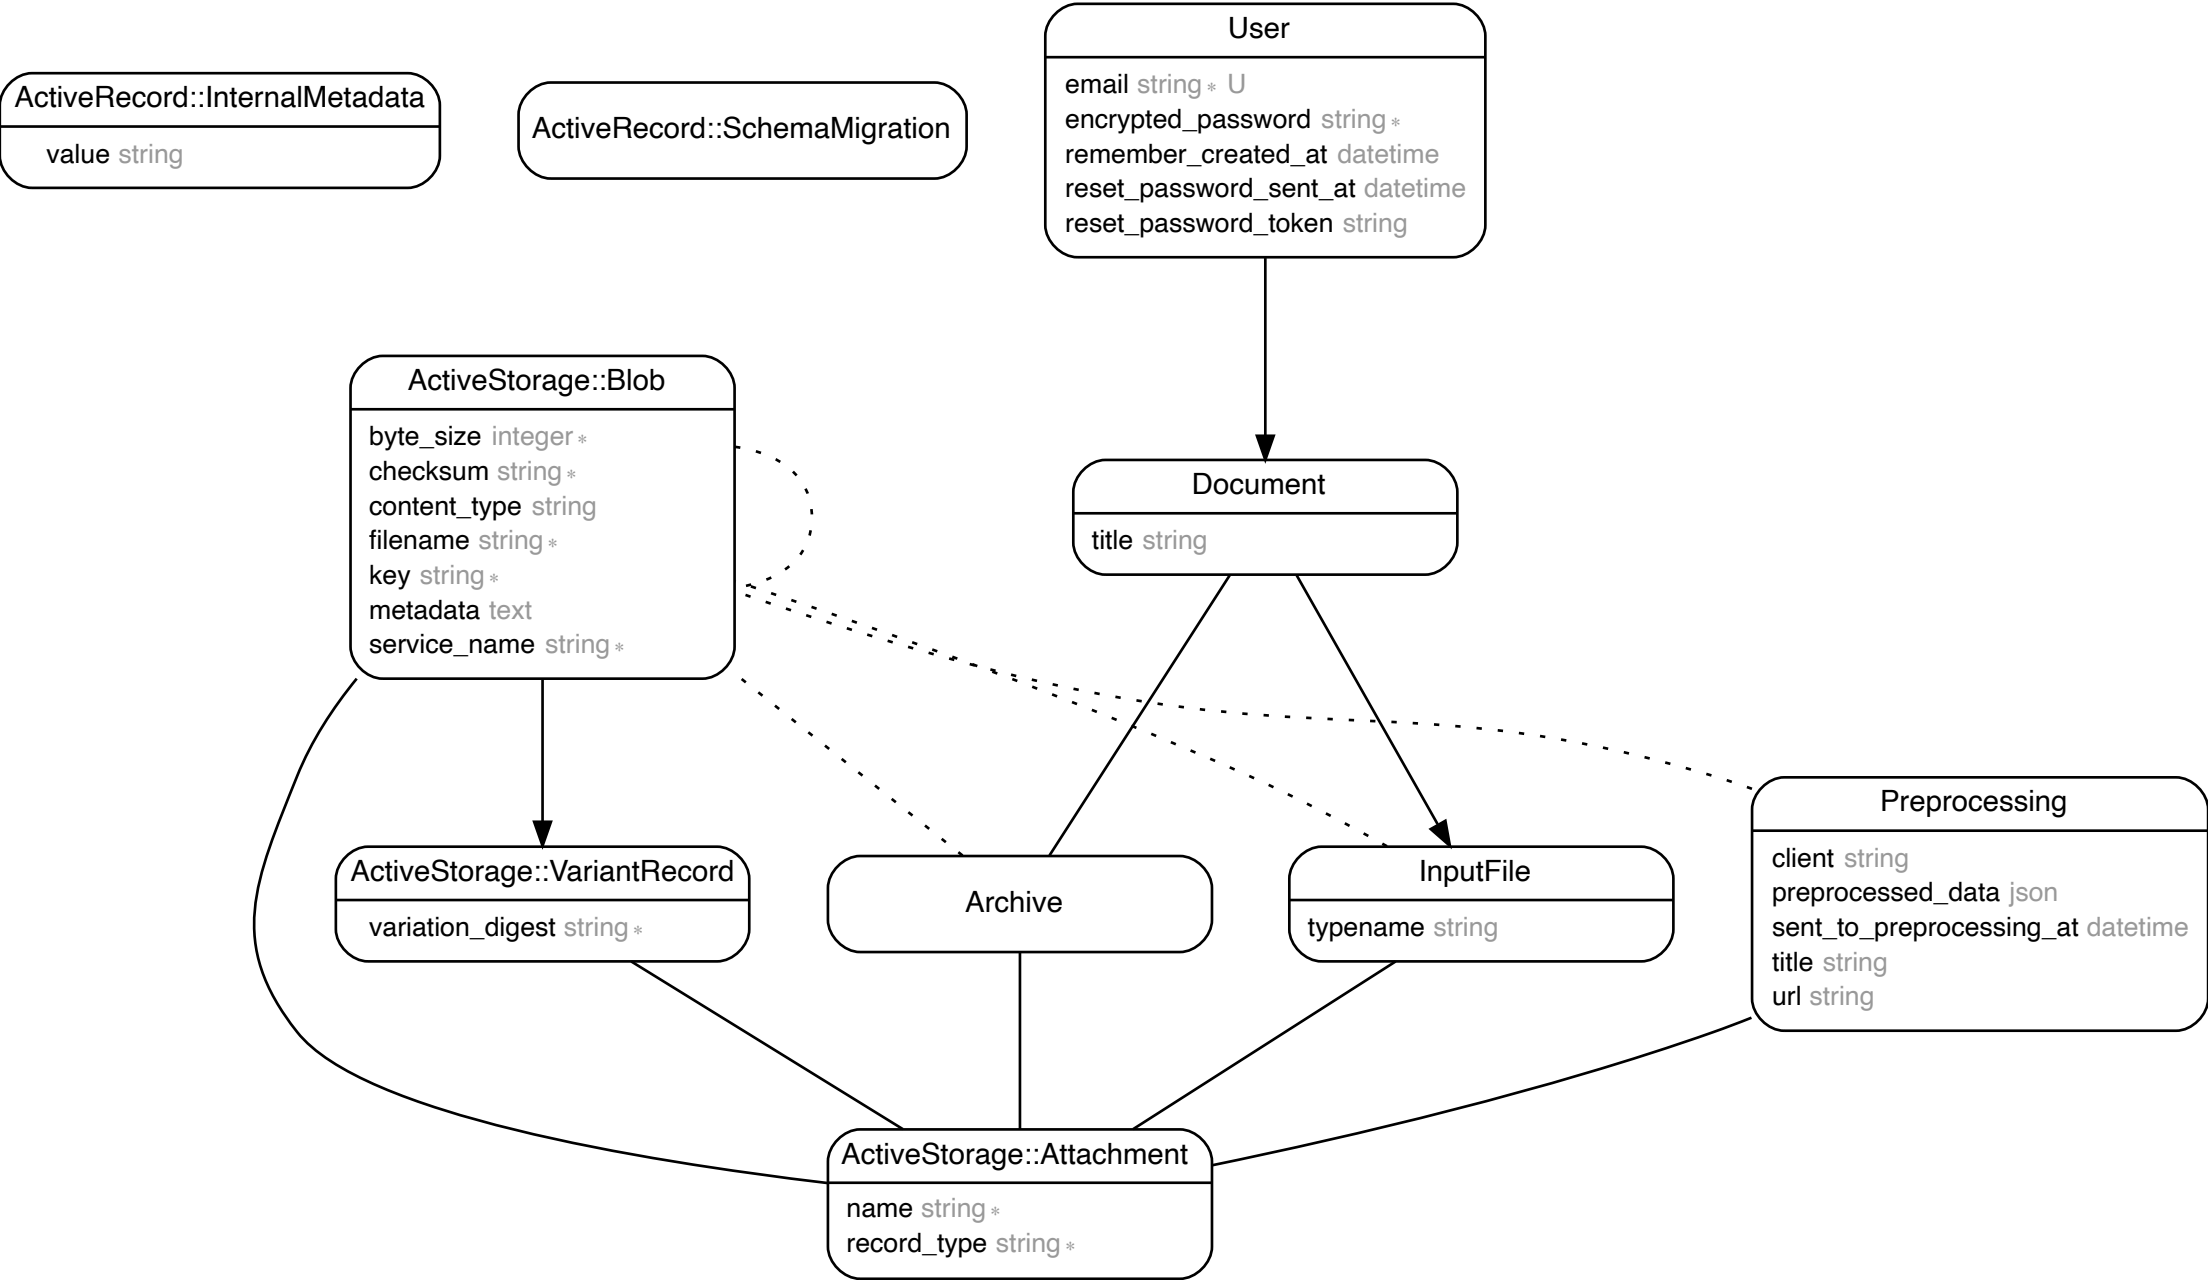 User
email string* U
encrypted_password string*
remember_created_at datetime
reset_password_sent_at datetime
reset_password_token string
ActiveRecord::InternalMetadata
value string
ActiveRecord::SchemaMigration
ActiveStorage::Blob
byte_size integer*
checksum string*
content_type string
filename string*
key string*
metadata text
service_name string*
Document
title string
ActiveStorage::VariantRecord
variation_digest string*
Archive
InputFile
typename string
Preprocessing
client string
preprocessed_data json
sent_to_preprocessing_at datetime
title string
url string
ActiveStorage::Attachment
name string*
record_type string*